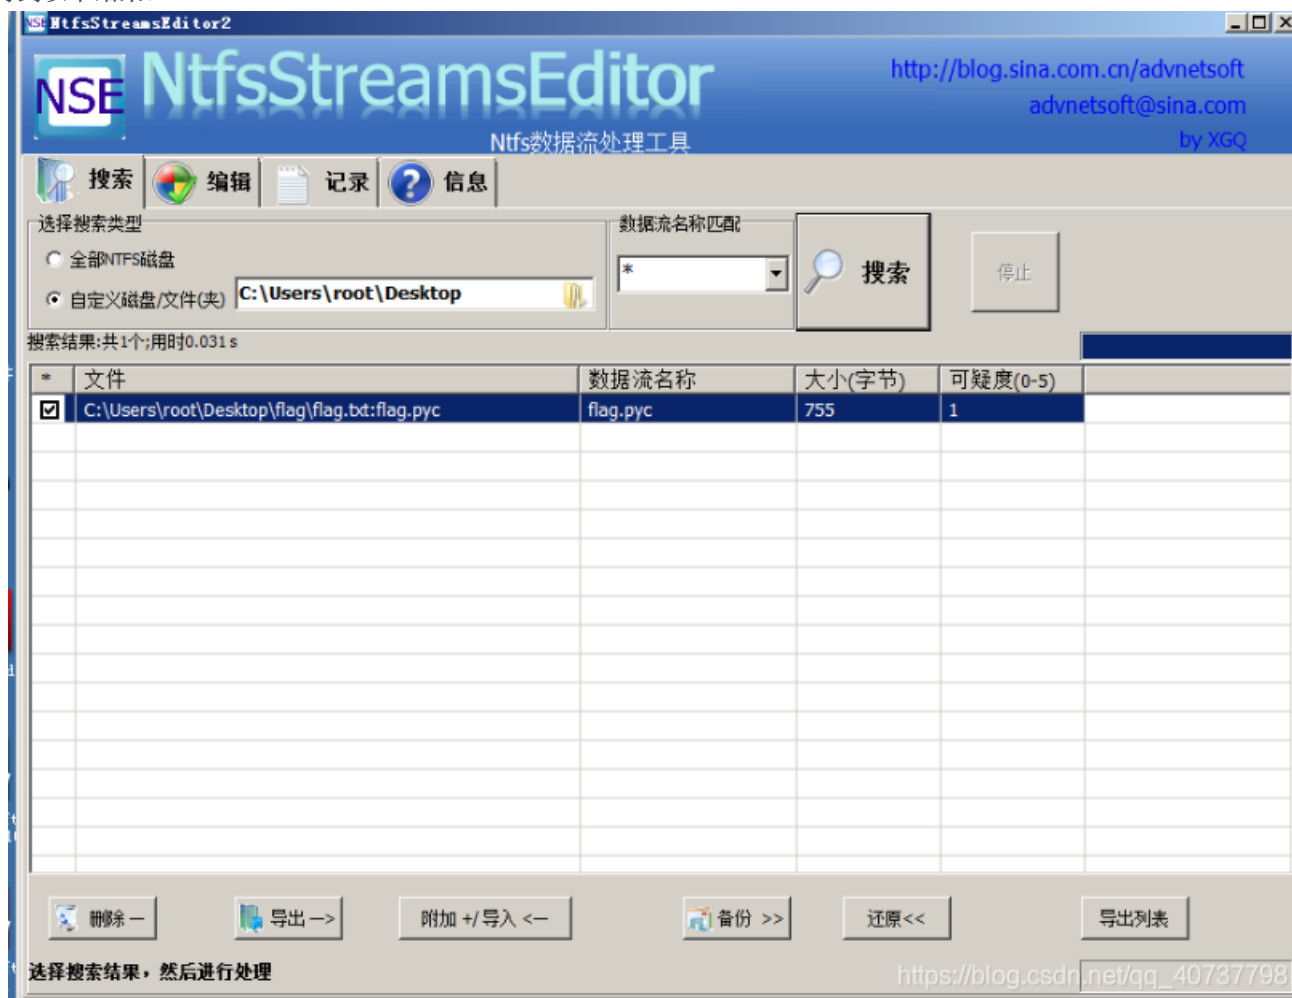 NtfsStreamsEditor2
NSE NtfsStreamsEditor
http://blog.sina.com.cn/advnetsoft
advnetsoft@sina.com
Ntfs数据流处理工具
by XGQ
搜索 编辑 记录 信息
选择搜索类型 数据流名称匹配
全部NTFS磁盘
* 搜索 停止
自定义磁盘/文件(夹) C:\Users\root\Desktop
搜索结果:共1个;用时0.031 s
* 文件 数据流名称 大小(字节) 可疑度(0-5)
C:\Users\root\Desktop\flag\flag.txt:flag.pyc flag.pyc 755 1
删除 — 导出 —> 附加 +/导入 <— 备份 >> 还原<< 导出列表
选择搜索结果，然后进行处理
https://blog.csdn.net/qq_40737798